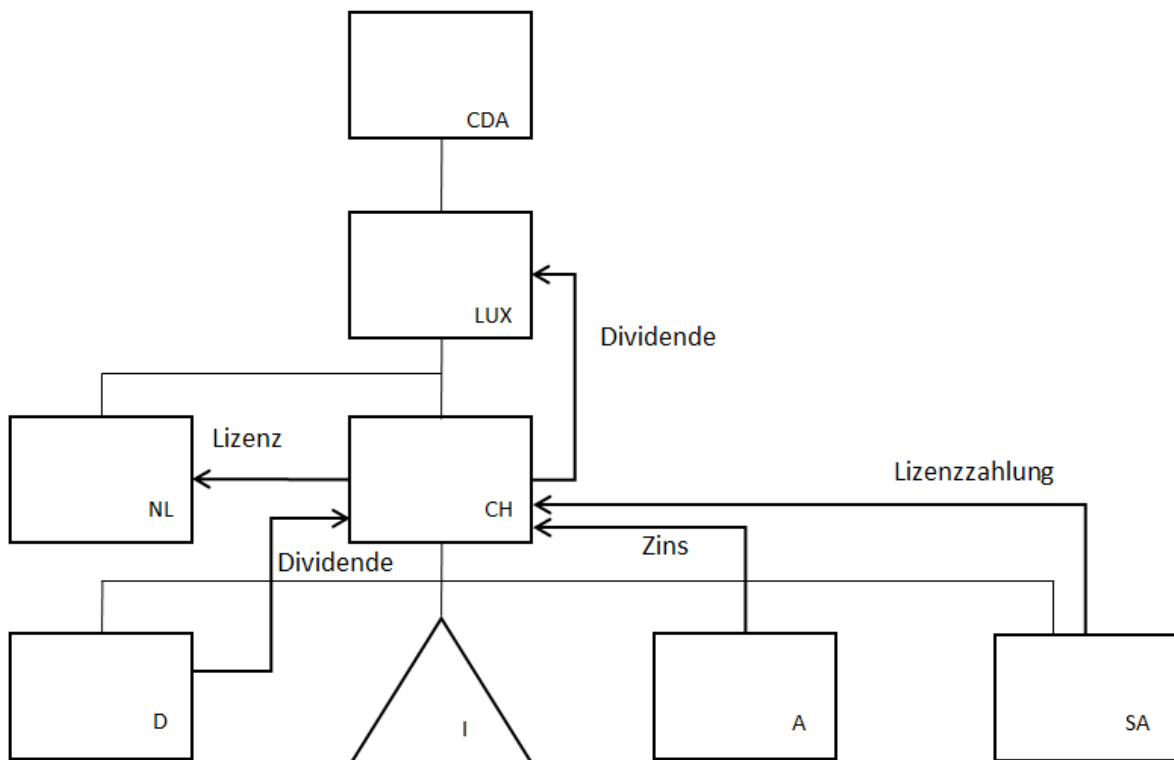 CDA
LUX
Dividende
Lizenz
NL
CH
Lizenzzahlung
Zins
Dividende
D
I
A
SA